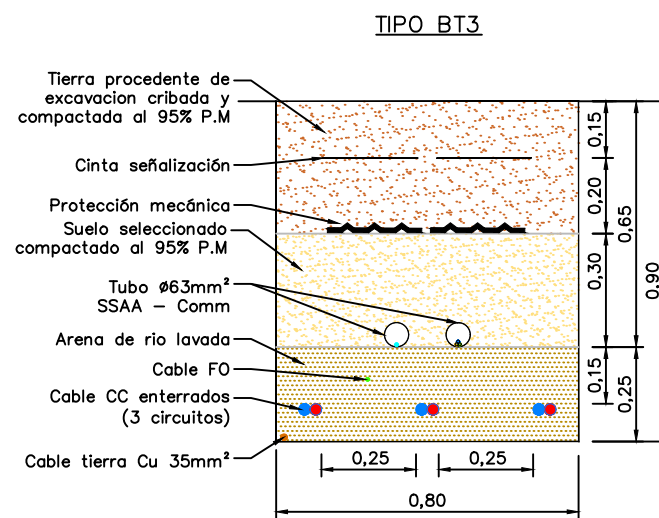 TIPO BT3
Tierra procedente de
excavacion cribada y
compactada al 95% P.M
Cinta señalización
Protección mecánica
Suelo seleccionado
compactado al 95% P.M
Tubo ø63mm²
SSAA – Comm
Arena de rio lavada
Cable FO
Cable CC enterrados
(3 circuitos)
Cable tierra Cu 35mm²
0,15
0,20
0,65
0,30
0,90
0,15
0,25
0,25
0,25
0,80